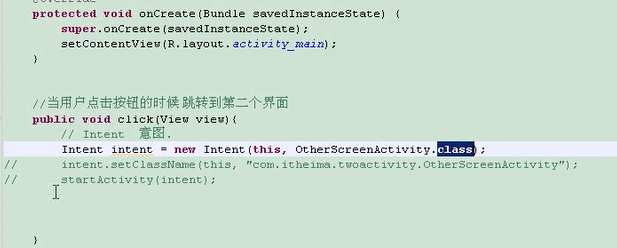 protected void onCreate(Bundle savedInstanceState) {
super.onCreate(savedInstanceState);
setContentView(R.layout.activity_main);
}
//当用户点击按钮的时候 跳转到第二个界面
public void click(View view){
// Intent 意图.
Intent intent = new Intent(this, OtherScreenActivity.class);
// intent.setClassName(this, "com.itheima.twoactivity.OtherScreenActivity");
// startActivity(intent);
}